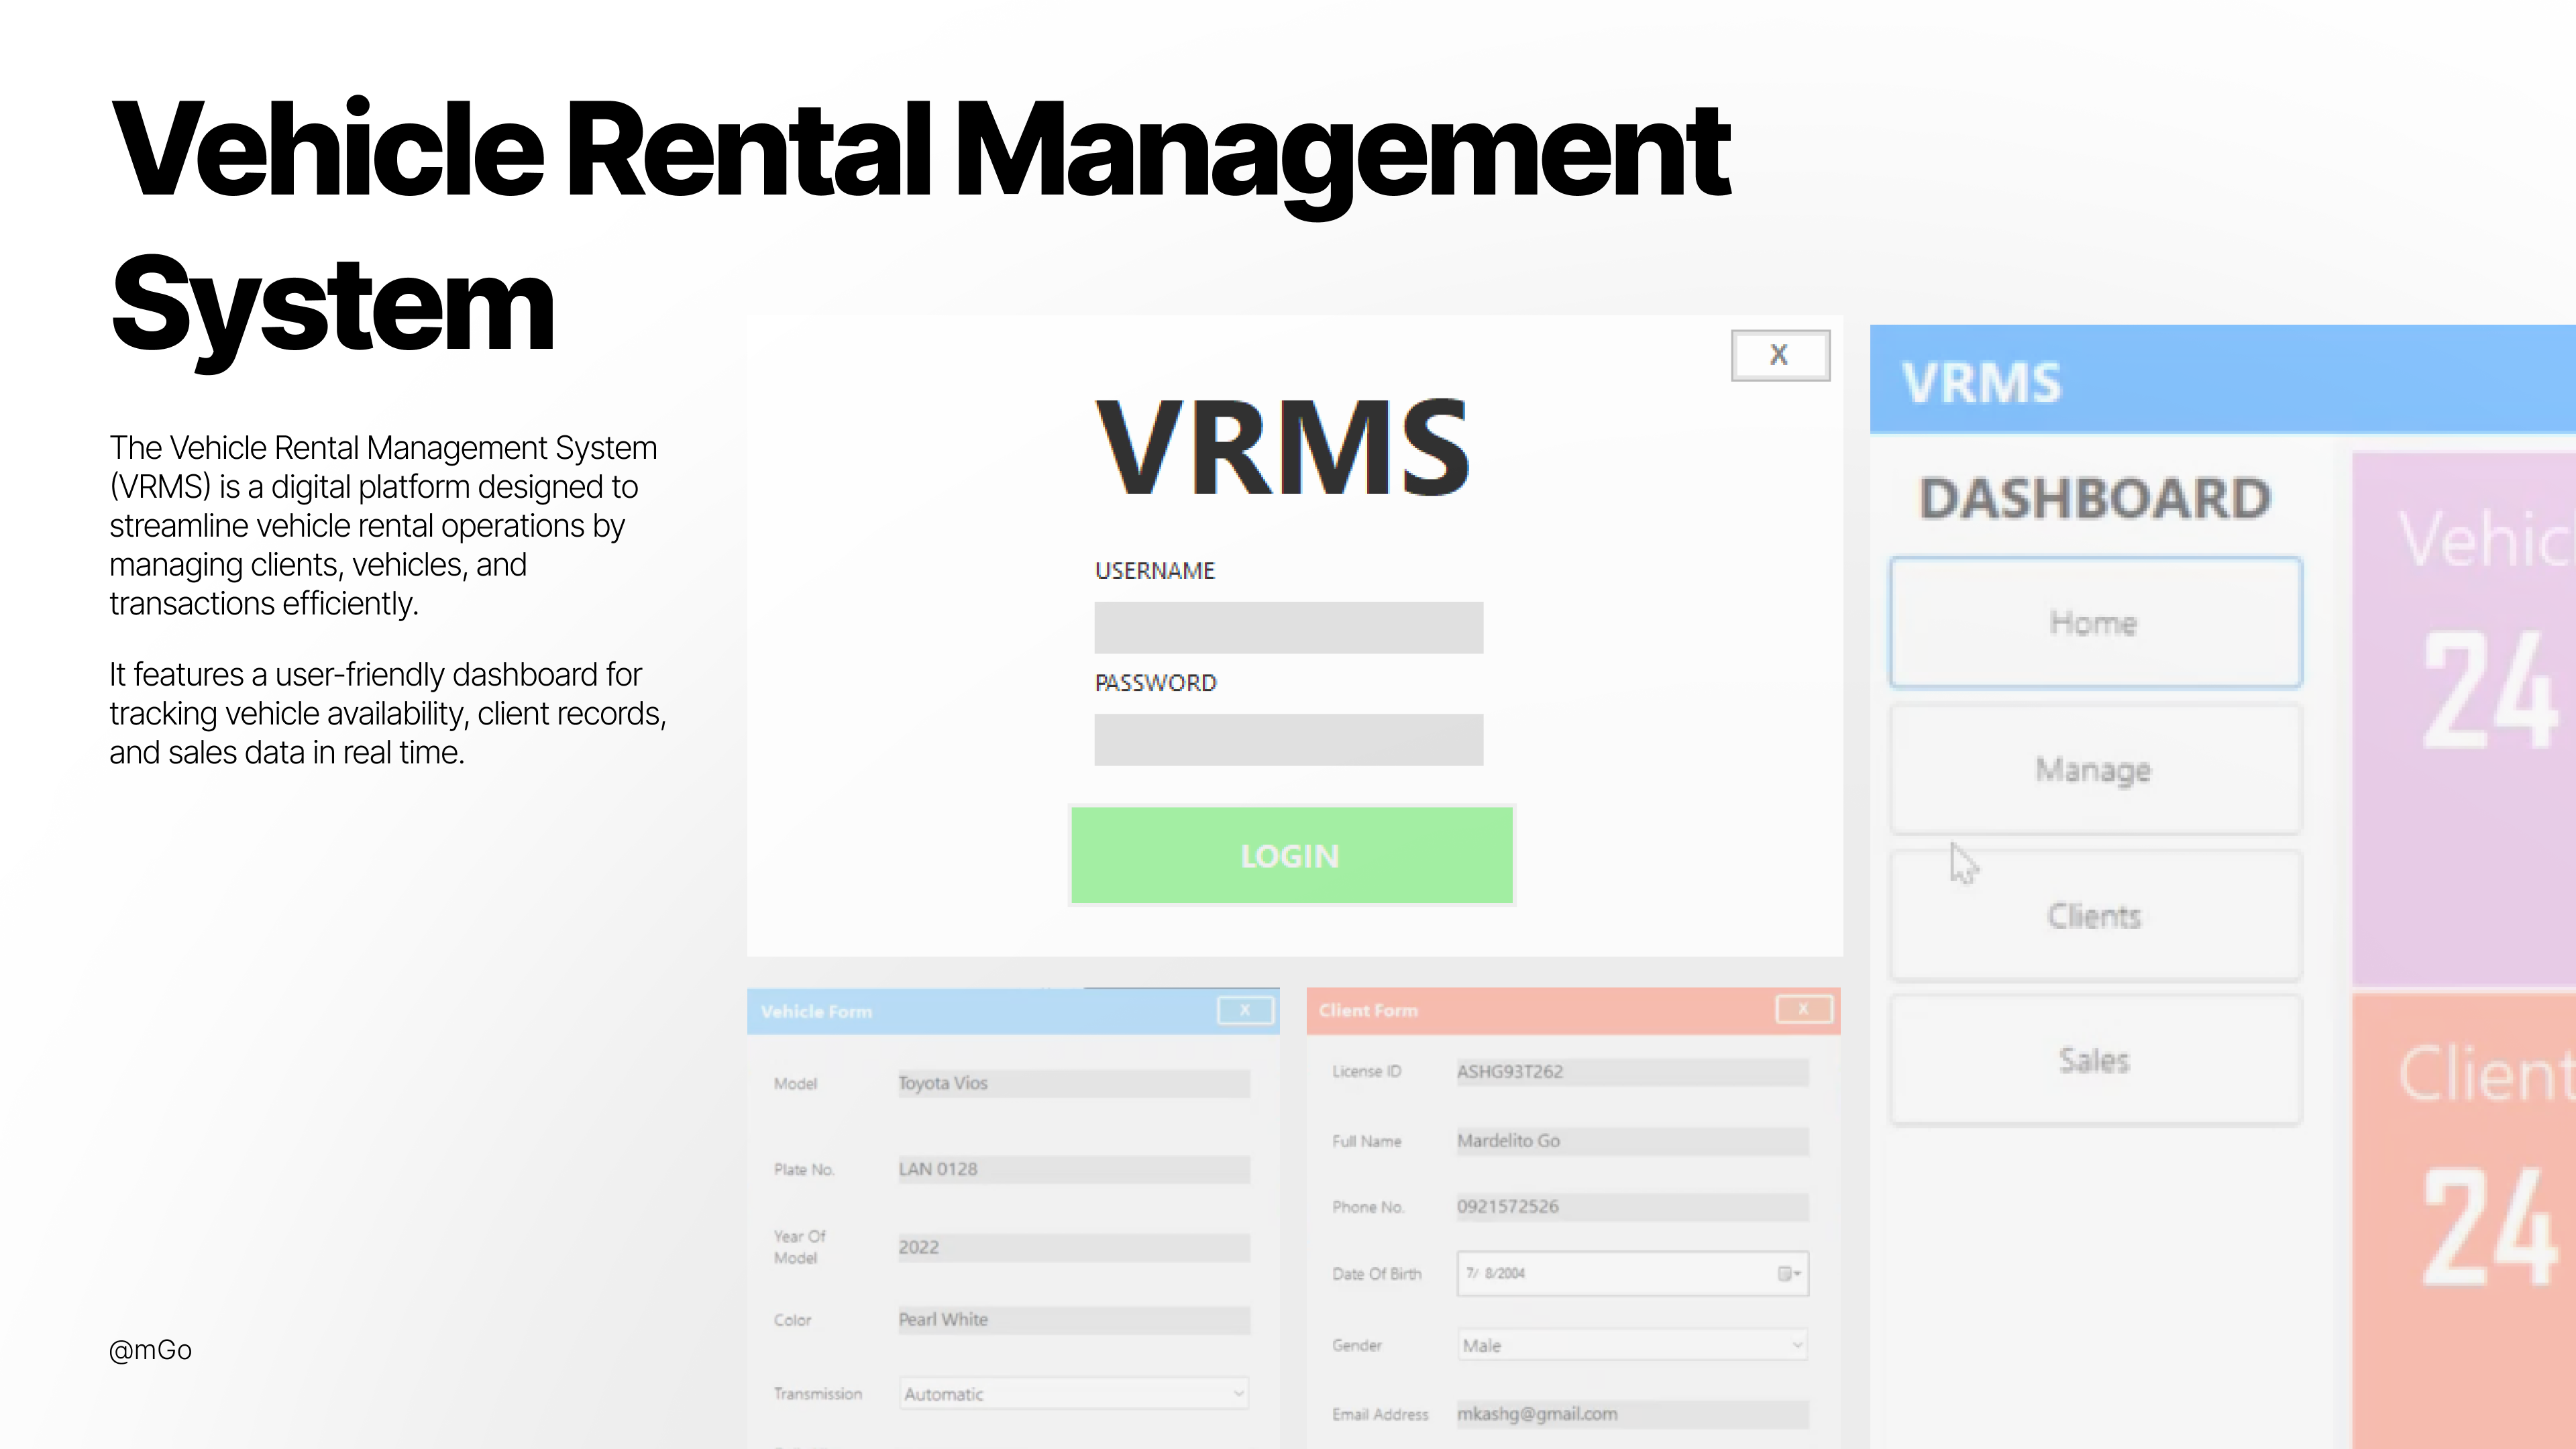 Vehicle Rental Management
System
The Vehicle Rental Management System
(VRMS) is a digital platform designed to
streamline vehicle rental operations by
managing clients, vehicles, and
transactions efficiently.
It features a user-friendly dashboard for
tracking vehicle availability, client records,
and sales data in real time.
@mGo
X
VRMS
USERNAME
PASSWORD
LOGIN
Vehicle Form X
Model Toyota Vios
Plate No. LAN 0128
Year Of
Model 2022
Color Pearl White
Transmission Automatic
Client Form X
License ID ASHG93T262
Full Name Mardelito Go
Phone No. 0921572526
Date Of Birth 7/ 8/2004
Gender Male
Email Address mkashg@gmail.com
VRMS
DASHBOARD
Home
Manage
Clients
Sales
Vehic
24
Client
24